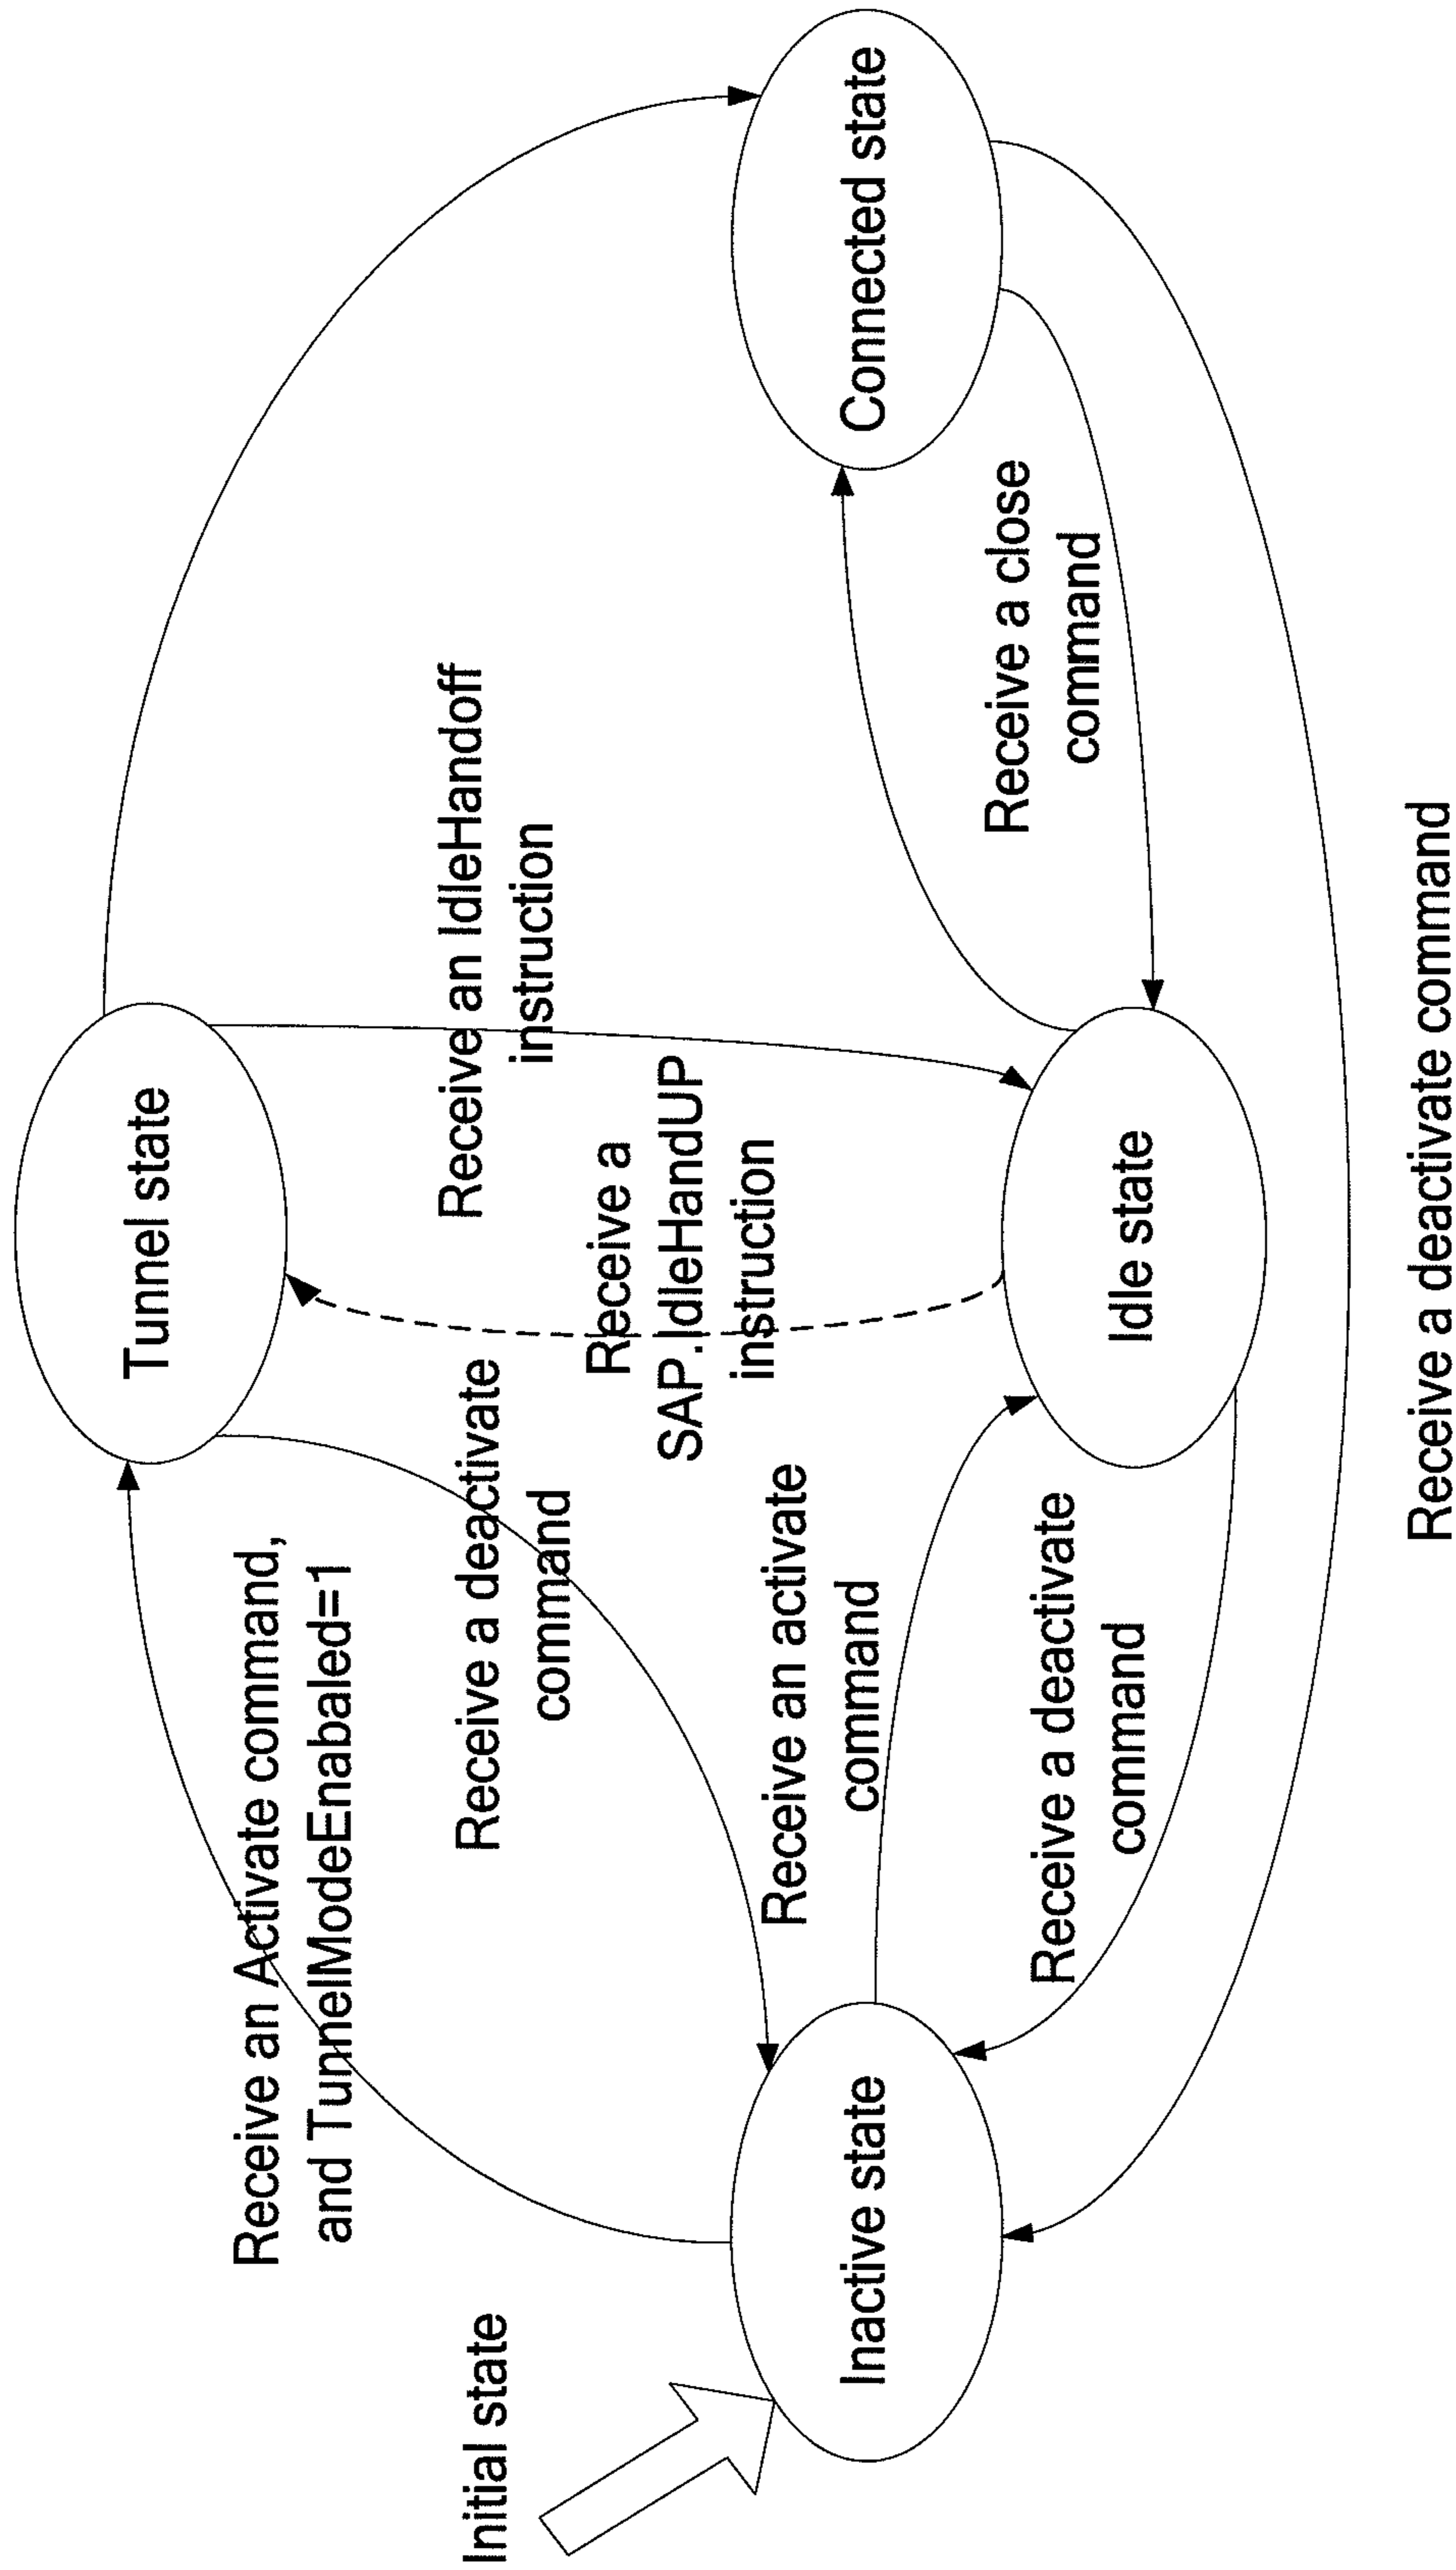 Tunnel state
Receive an Activate command,
and TunnelModeEnabaled=1
Receive an IdleHandoff
instruction
Receive a deactivate
command
Initial state
Receive a
SAP.IdleHandUP
instruction
Receive an activate
command
Inactive state
Connected state
Receive a close
command
Receive a deactivate
command
Idle state
Receive a deactivate command